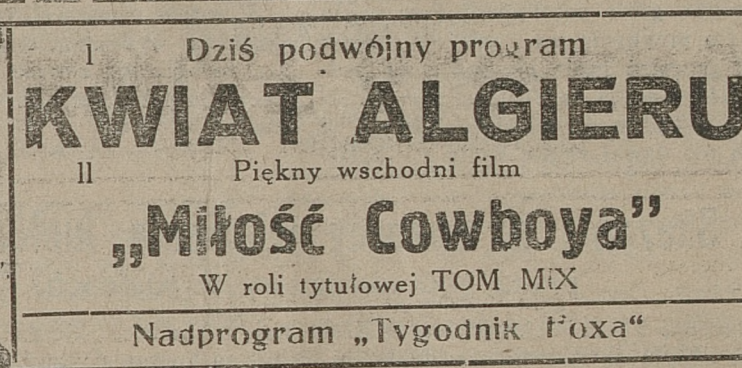 I Dziś podwójny program
KWIAT ALGIERU
II Piękny wschodni film
„Miłość Cowboya”
W roli tytułowej TOM MIX
Nadprogram „Tygodnik Foxa“